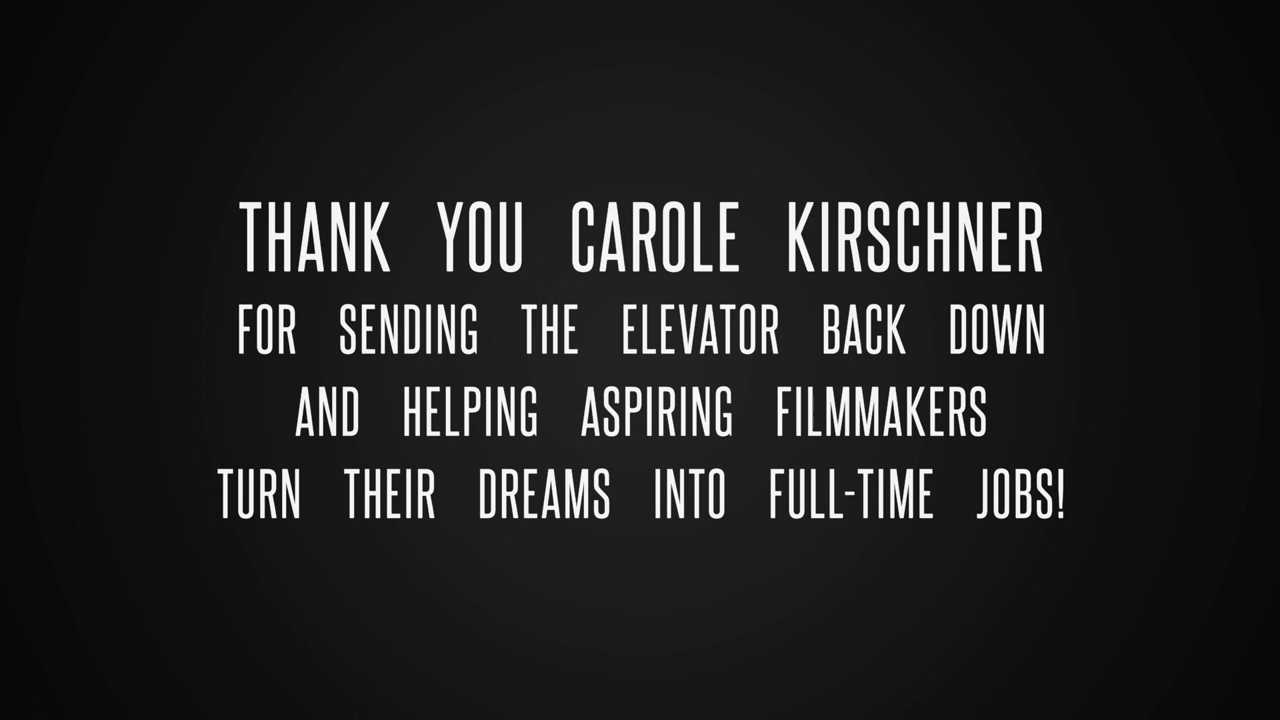 THANK YOU CAROLE KIRSCHNER
FOR SENDING THE ELEVATOR BACK DOWN
AND HELPING ASPIRING FILMMAKERS
TURN THEIR DREAMS INTO FULL-TIME JOBS!